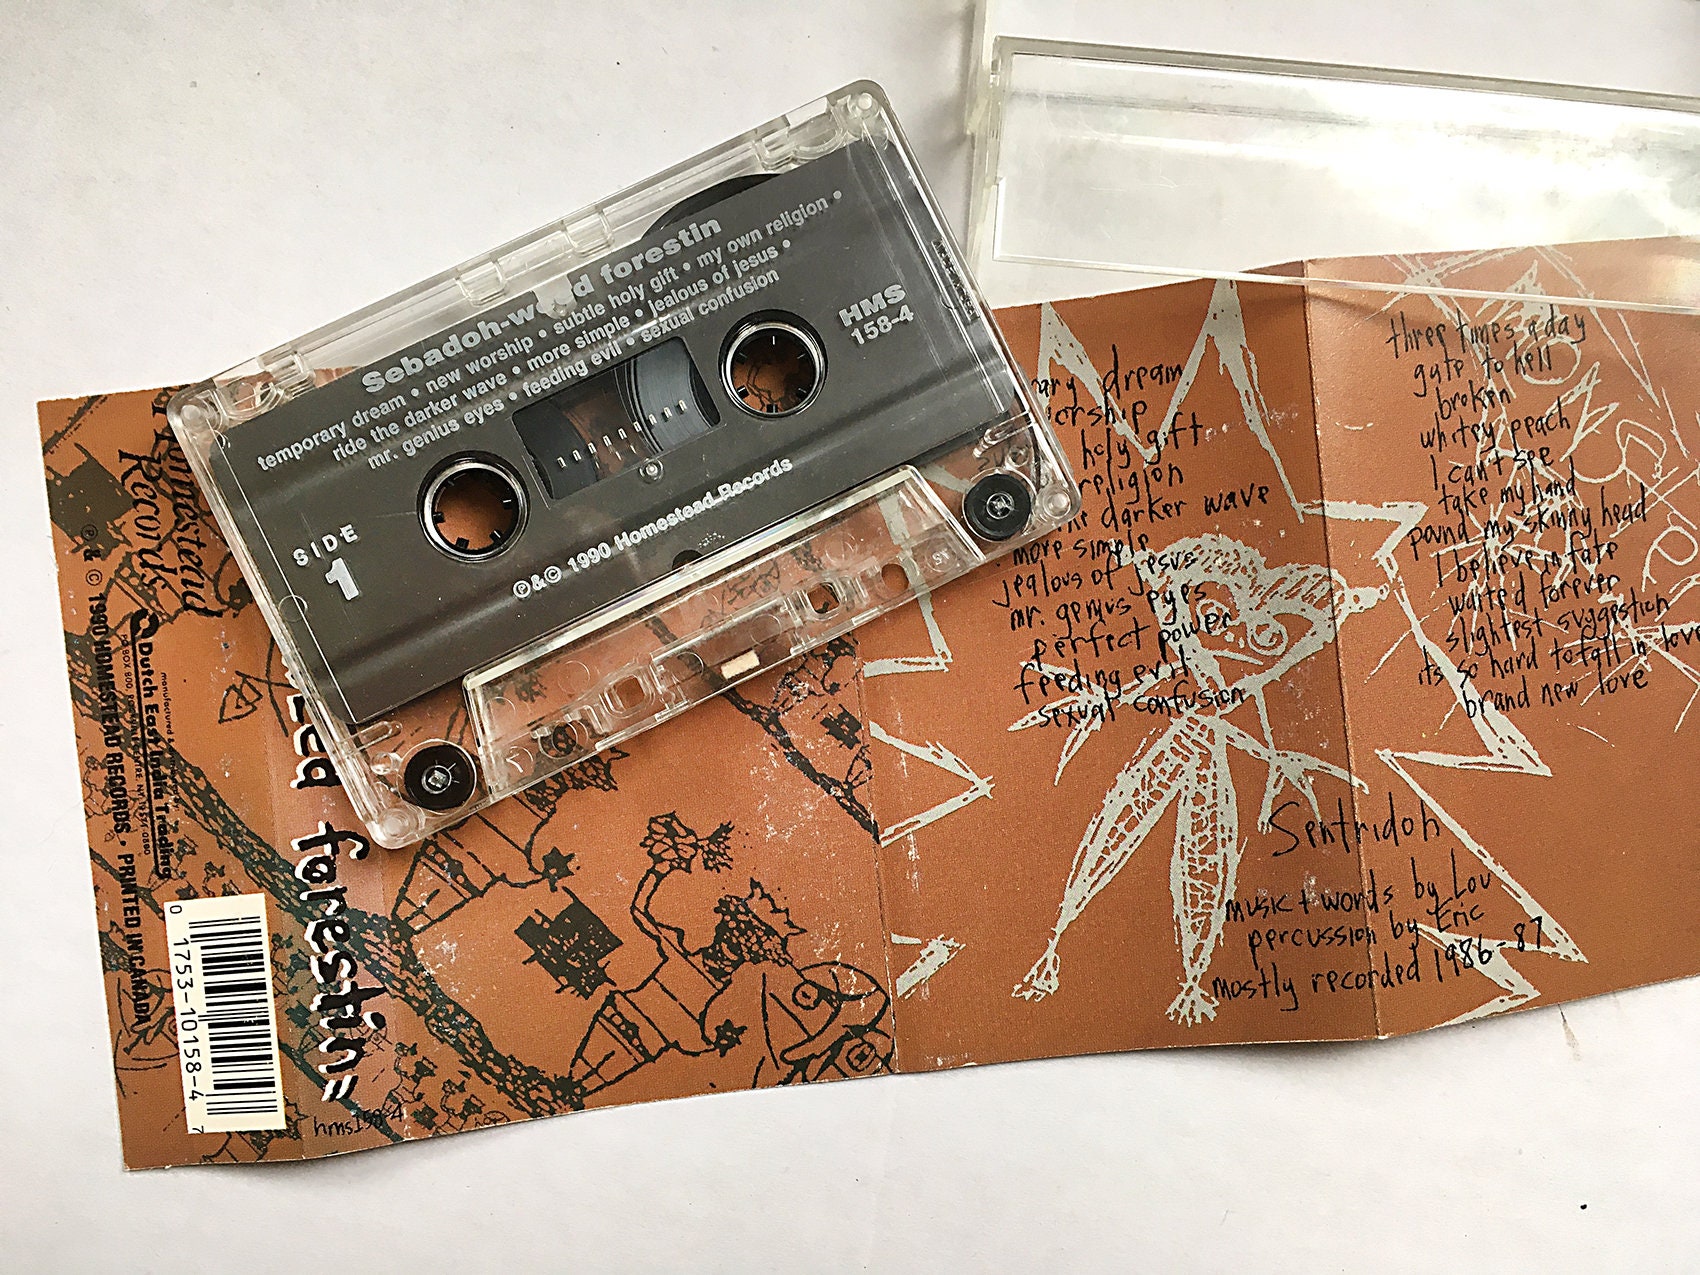 Sebadoh-w d forestin
temporary dream • new worship • subtle holy gift • my own religion •
ride the darker wave • more simple • jealous of jesus •
mr. genius eyes • feeding evil • sexual confusion
HMS
158-4
SIDE
1
℗&© 1990 Homestead Records
Homestead
Records
℗ & © 1990 HOMESTEAD RECORDS • PRINTED IN CANADA
Dutch East India Trading
0 1753-10158-4 7
ed forestin=
hms158-4
ary dream
orship
holy gift
religion
darker wave
more simple
jealous of jesus
mr. genius eyes
perfect power
feeding evil
sexual confusion
three times a day
gate to hell
broken
whitey peach
I can't see
take my hand
pound my skinny head
I believe in fate
waited forever
slightest suggestion
its so hard to fall in love
brand new love
Sentridoh
music + words by Lou
percussion by Eric
mostly recorded 1986-87